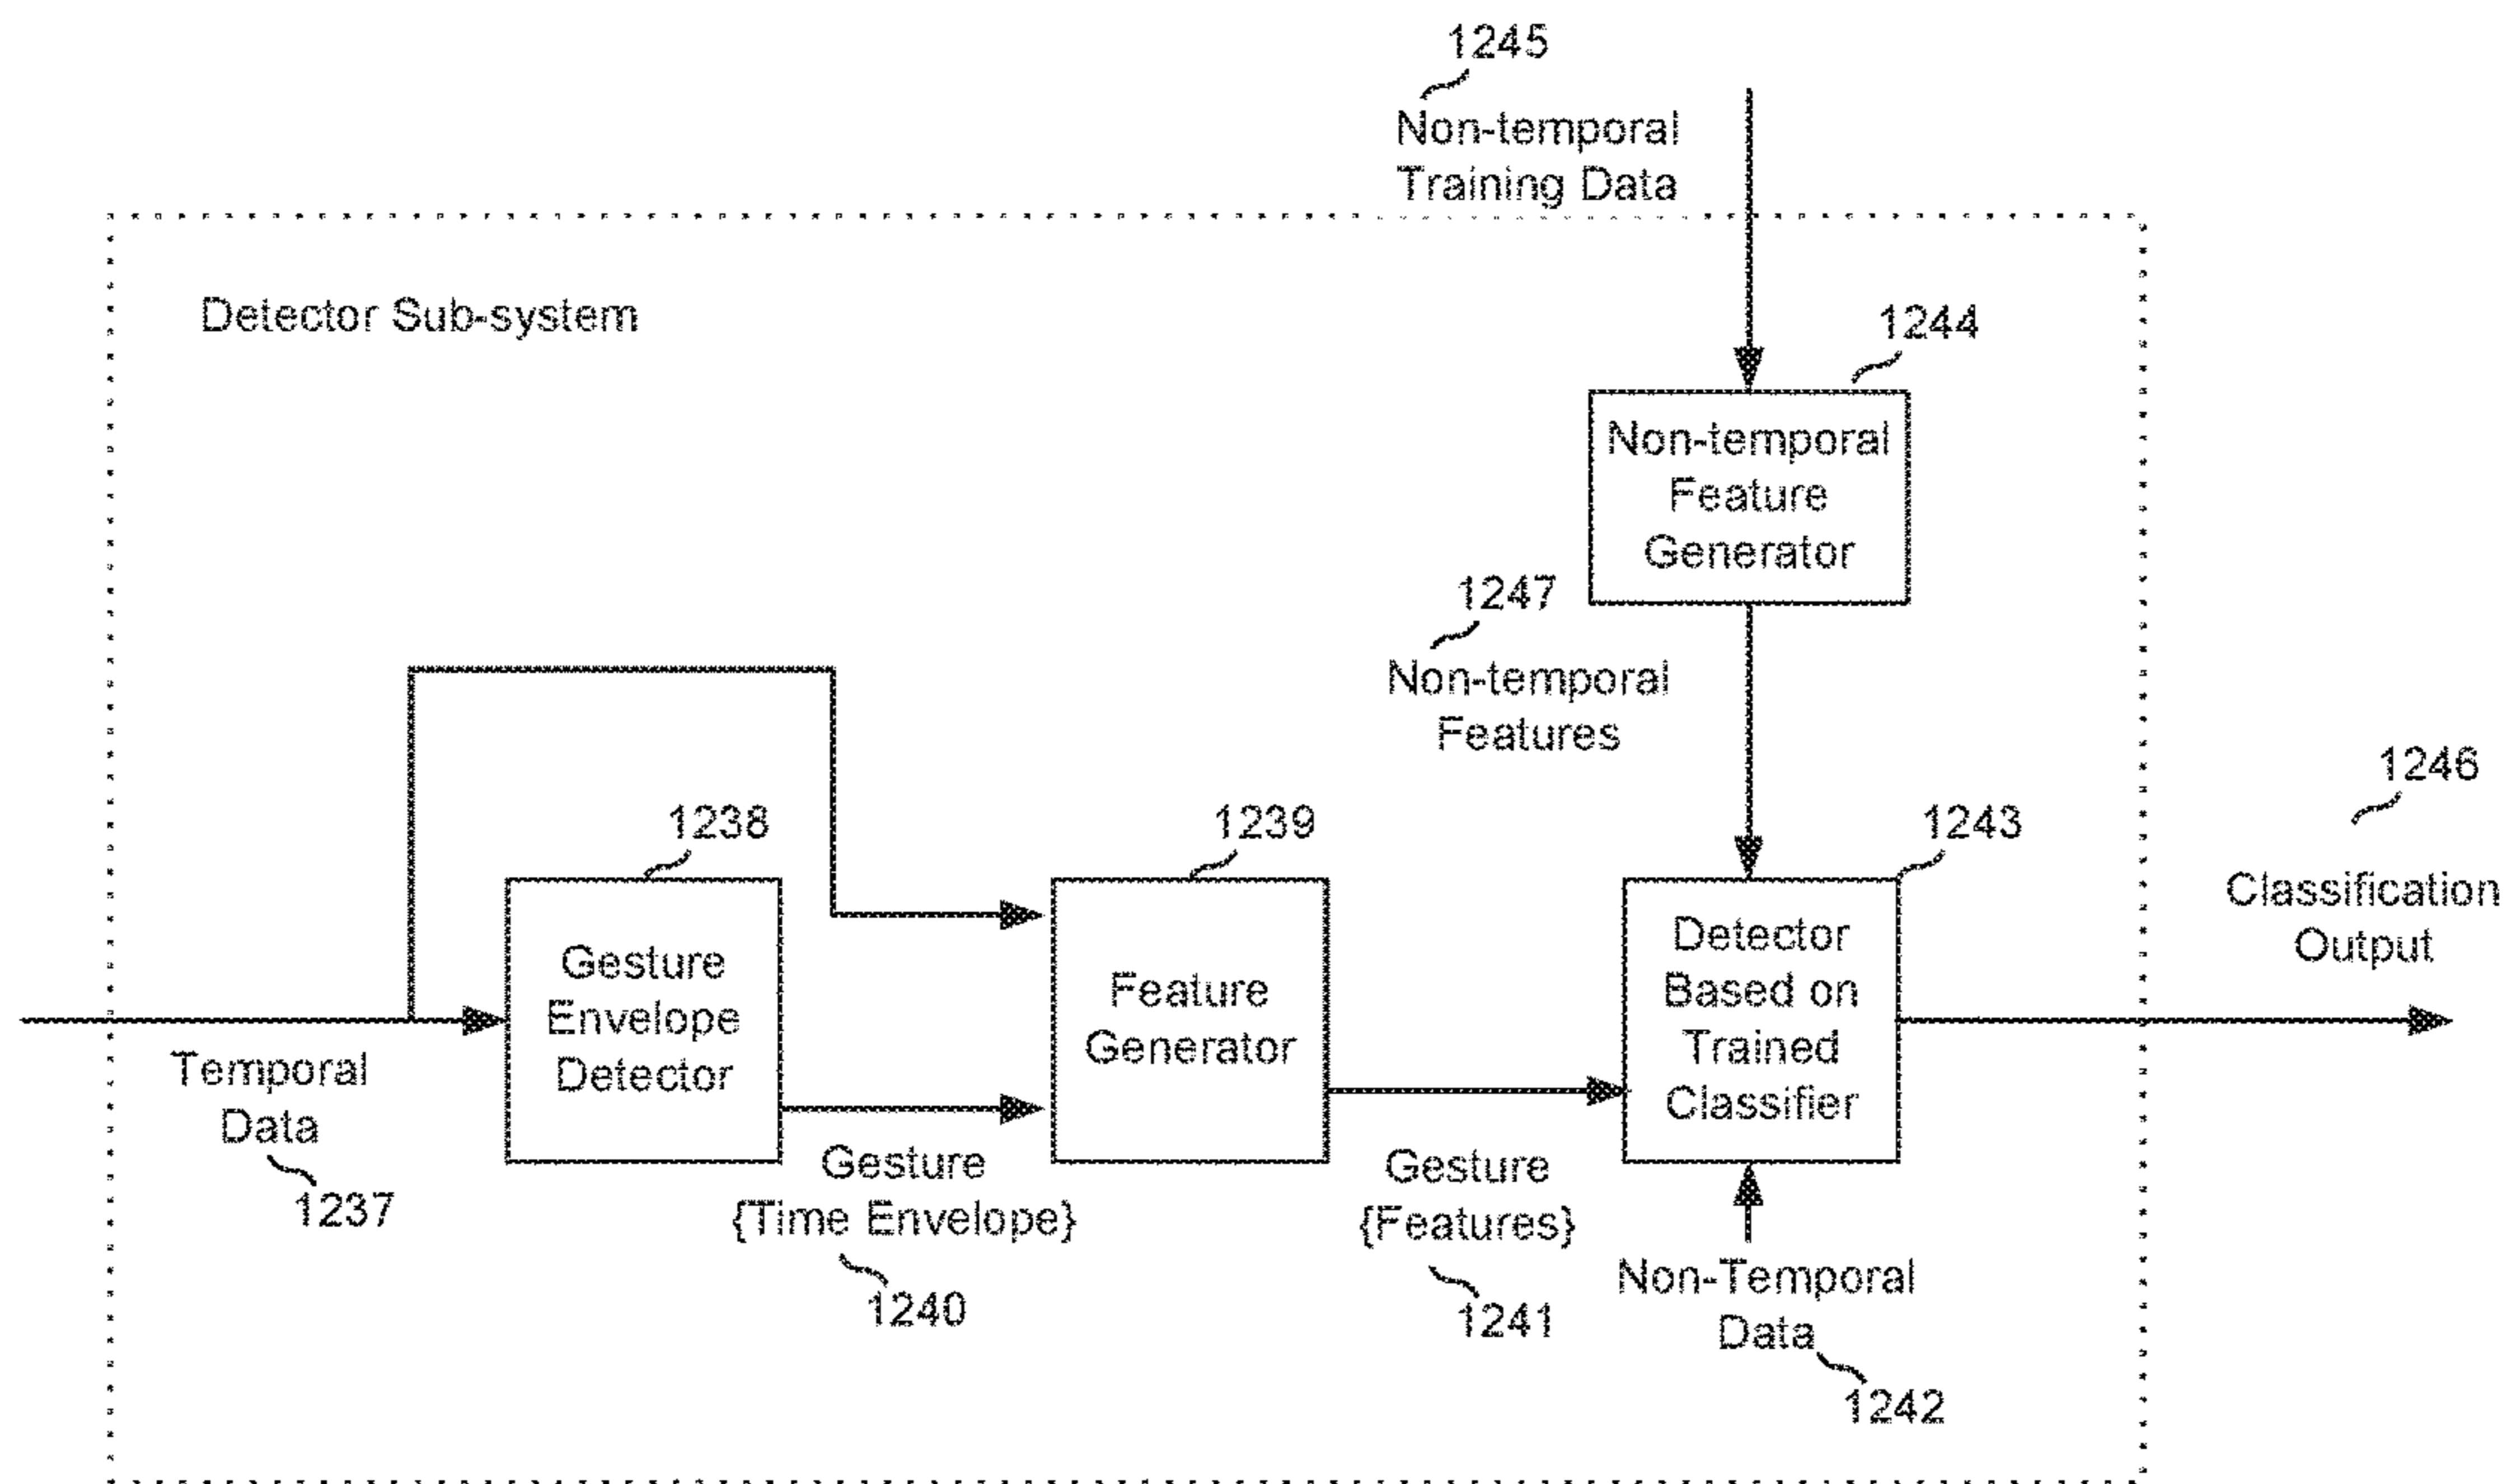 1245
Non-temporal
Training Data
Detector Sub-system
1244
Non-temporal
Feature
Generator
1247
Non-temporal
Features
1246
Classification
Output
1238
Gesture
Envelope
Detector
1239
Feature
Generator
1243
Detector
Based on
Trained
Classifier
Temporal
Data
1237
Gesture
{Time Envelope}
1240
Gesture
{Features}
1241
Non-Temporal
Data
1242